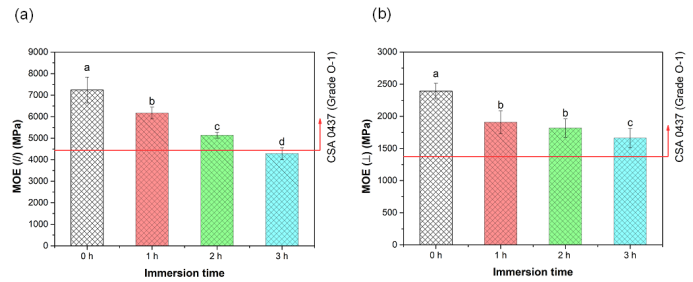 (a)
MOE (//) (MPa)
9000
8000
7000
6000
5000
4000
3000
2000
1000
0
a
b
c
d
0 h
1 h
2 h
3 h
Immersion time
CSA 0437 (Grade O-1)
(b)
MOE (⊥) (MPa)
3000
2500
2000
1500
1000
500
0
a
b
b
c
0 h
1 h
2 h
3 h
Immersion time
CSA 0437 (Grade O-1)